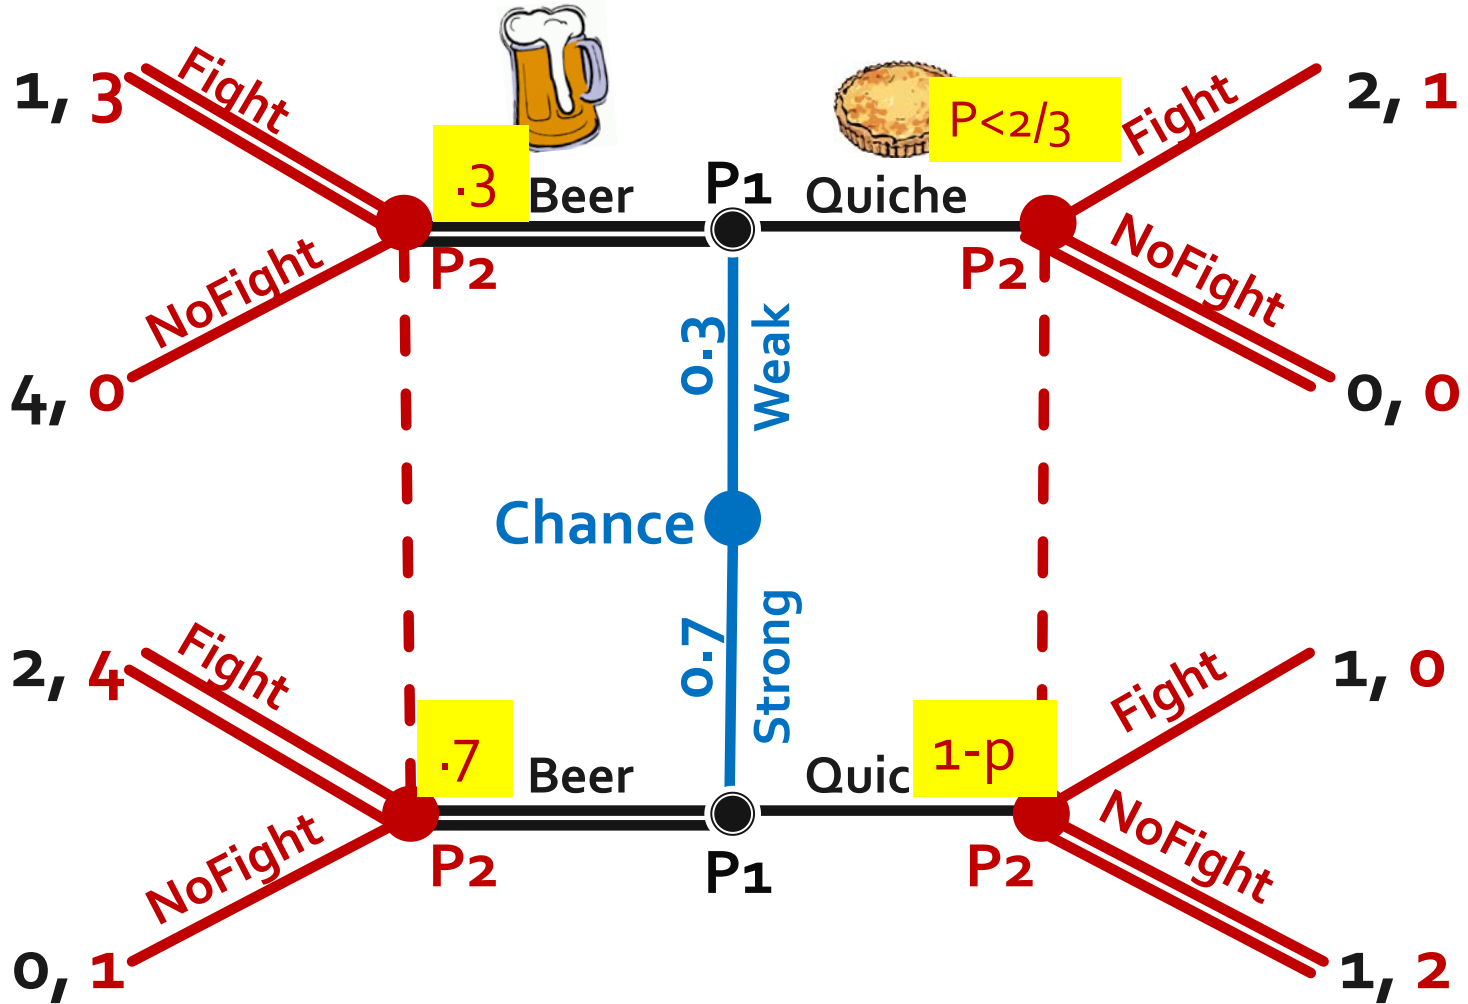 1, 3
Fight
.3
Beer
P1
Quiche
P<2/3
Fight
2, 1
NoFight
P2
P2
NoFight
4, 0
0, 0
0.3
Weak
Chance
0.7
Strong
2, 4
Fight
.7
Beer
Quic
1-p
Fight
1, 0
NoFight
P2
P1
P2
NoFight
0, 1
1, 2